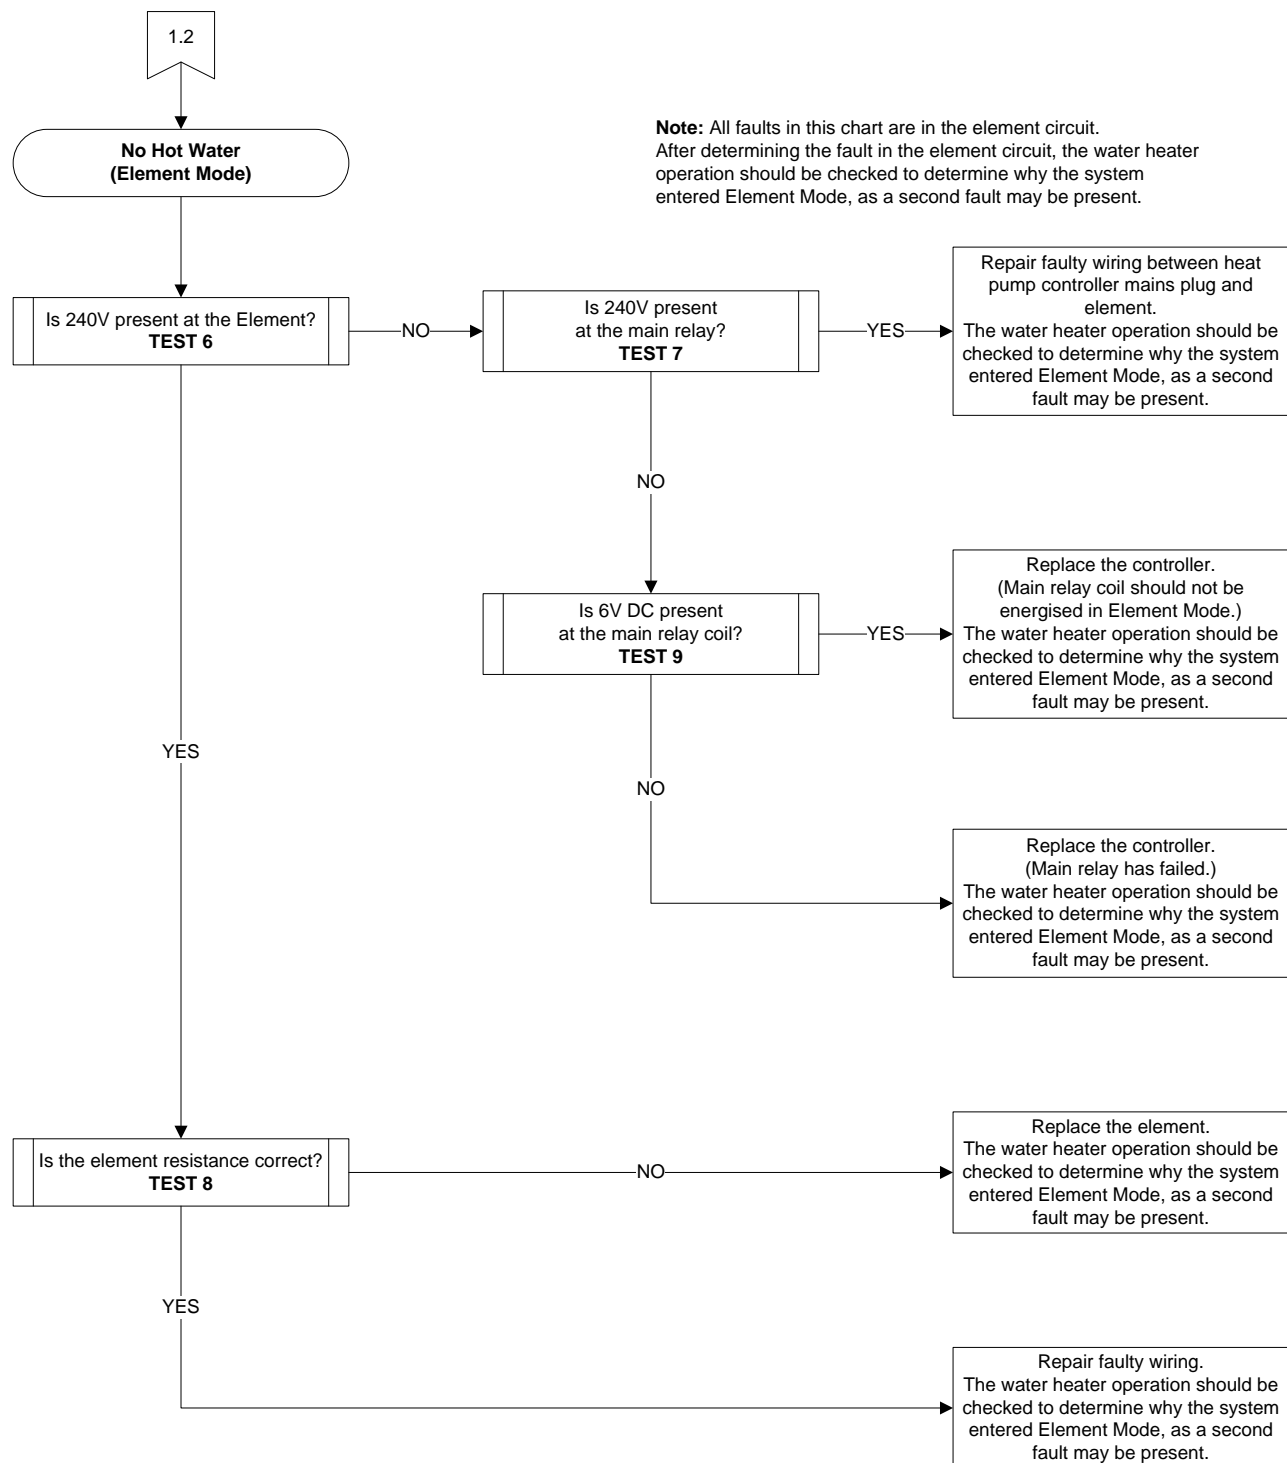 1.2
No Hot Water
(Element Mode)
Note: All faults in this chart are in the element circuit.
After determining the fault in the element circuit, the water heater
operation should be checked to determine why the system
entered Element Mode, as a second fault may be present.
Is 240V present at the Element?
TEST 6
NO
Is 240V present
at the main relay?
TEST 7
YES
Repair faulty wiring between heat
pump controller mains plug and
element.
The water heater operation should be
checked to determine why the system
entered Element Mode, as a second
fault may be present.
NO
Is 6V DC present
at the main relay coil?
TEST 9
YES
Replace the controller.
(Main relay coil should not be
energised in Element Mode.)
The water heater operation should be
checked to determine why the system
entered Element Mode, as a second
fault may be present.
YES
NO
Replace the controller.
(Main relay has failed.)
The water heater operation should be
checked to determine why the system
entered Element Mode, as a second
fault may be present.
Is the element resistance correct?
TEST 8
NO
Replace the element.
The water heater operation should be
checked to determine why the system
entered Element Mode, as a second
fault may be present.
YES
Repair faulty wiring.
The water heater operation should be
checked to determine why the system
entered Element Mode, as a second
fault may be present.